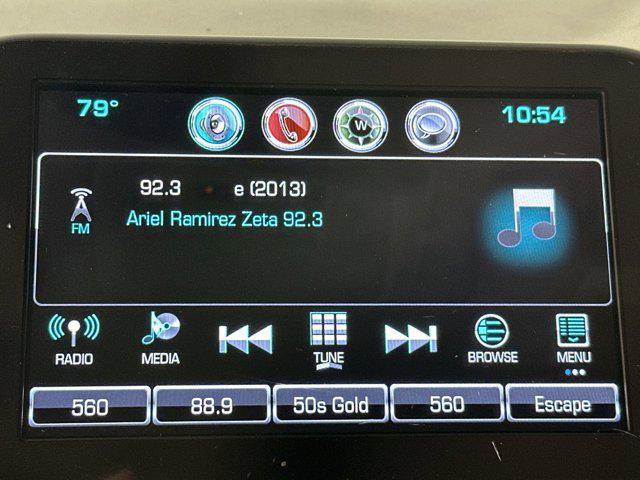 79° W 10:54
92.3 e (2013)
FM
Ariel Ramirez Zeta 92.3
RADIO MEDIA TUNE BROWSE MENU
560 88.9 50s Gold 560 Escape